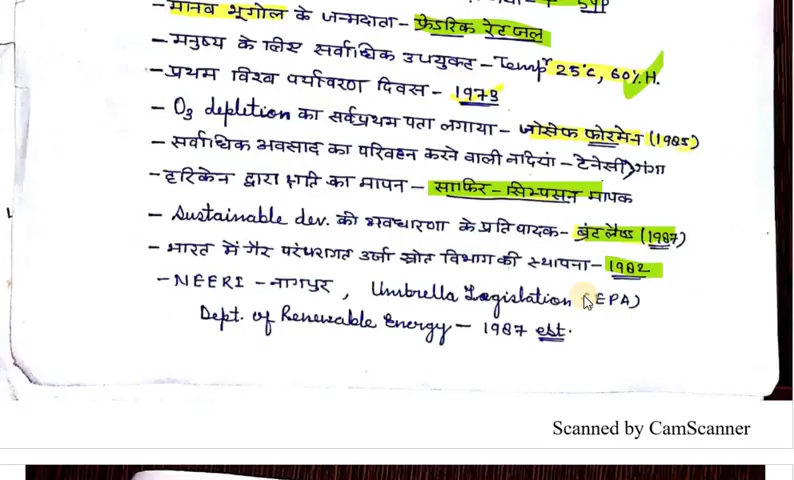 - मानव भूगोल के जन्मदाता - फ्रेडरिक रेटजल
- मनुष्य के लिए सर्वाधिक उपयुक्त - Tempr 25°C, 60% H.
- प्रथम विश्व पर्यावरण दिवस - 1973
- O3 depletion का सर्वप्रथम पता लगाया - जोसेफ फोरमेन (1985)
- सर्वाधिक अवसाद का परिवहन करने वाली नदियां - टेनेसी > गंगा
- हरिकेन द्वारा क्षति का मापन - साफिर - सिम्पसन मापक
- Sustainable dev. की अवधारणा के प्रतिपादक - ब्रंटलैण्ड (1987)
- भारत में गैर परंपरागत उर्जा स्रोत विभाग की स्थापना - 1982
- NEERI - नागपुर, Umbrella Legislation (EPA)
Dept. of Renewable Energy - 1987 est.
Scanned by CamScanner